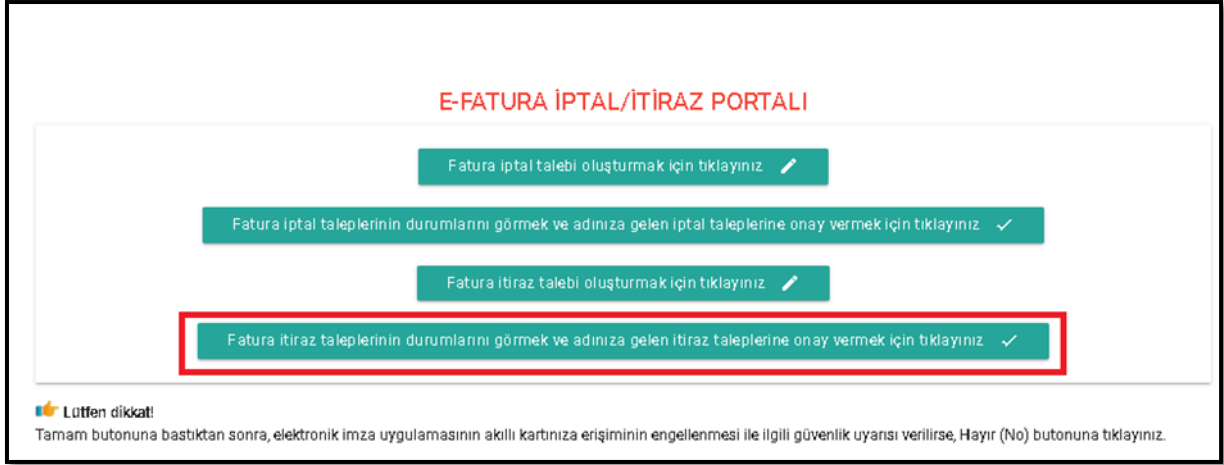 E-FATURA İPTAL/İTİRAZ PORTALI
Fatura iptal talebi oluşturmak için tıklayınız
Fatura iptal taleplerinin durumlarını görmek ve adınıza gelen iptal taleplerine onay vermek için tıklayınız
Fatura itiraz talebi oluşturmak için tıklayınız
Fatura itiraz taleplerinin durumlarını görmek ve adınıza gelen itiraz taleplerine onay vermek için tıklayınız
Lütfen dikkat!
Tamam butonuna bastıktan sonra, elektronik imza uygulamasının akıllı kartınıza erişiminin engellenmesi ile ilgili güvenlik uyarısı verilirse, Hayır (No) butonuna tıklayınız.